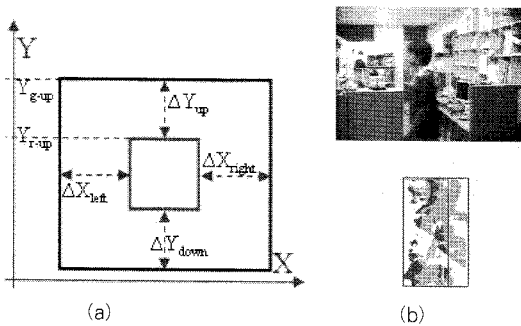 Y
Y_g-up
ΔY_up
Y_r-up
ΔX_left
ΔX_right
ΔY_down
X
(a)
(b)